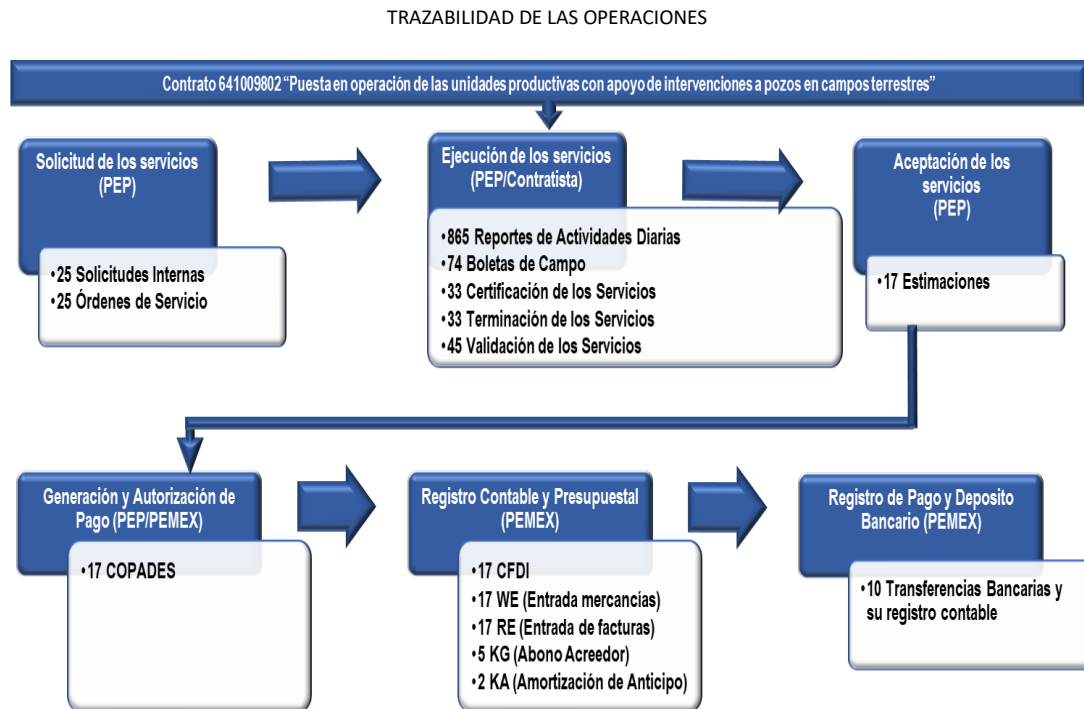 TRAZABILIDAD DE LAS OPERACIONES
Contrato 641009802 “Puesta en operación de las unidades productivas con apoyo de intervenciones a pozos en campos terrestres”
Solicitud de los servicios
(PEP)
•25 Solicitudes Internas
•25 Órdenes de Servicio
Ejecución de los servicios
(PEP/Contratista)
•865 Reportes de Actividades Diarias
•74 Boletas de Campo
•33 Certificación de los Servicios
•33 Terminación de los Servicios
•45 Validación de los Servicios
Aceptación de los
servicios
(PEP)
•17 Estimaciones
Generación y Autorización de
Pago (PEP/PEMEX)
•17 COPADES
Registro Contable y Presupuestal
(PEMEX)
•17 CFDI
•17 WE (Entrada mercancías)
•17 RE (Entrada de facturas)
•5 KG (Abono Acreedor)
•2 KA (Amortización de Anticipo)
Registro de Pago y Deposito
Bancario (PEMEX)
•10 Transferencias Bancarias y
su registro contable